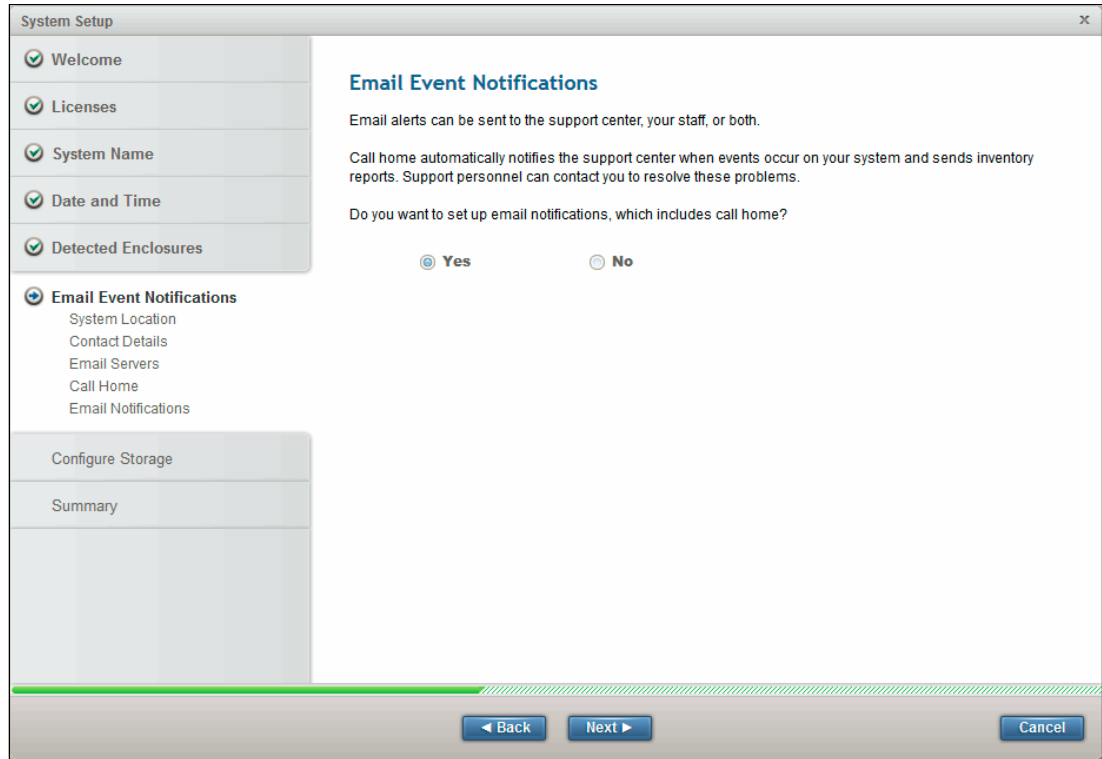 System Setup
x
Welcome
Licenses
System Name
Date and Time
Detected Enclosures
Email Event Notifications
System Location
Contact Details
Email Servers
Call Home
Email Notifications
Configure Storage
Summary
Email Event Notifications
Email alerts can be sent to the support center, your staff, or both.
Call home automatically notifies the support center when events occur on your system and sends inventory
reports. Support personnel can contact you to resolve these problems.
Do you want to set up email notifications, which includes call home?
Yes No
Back Next Cancel